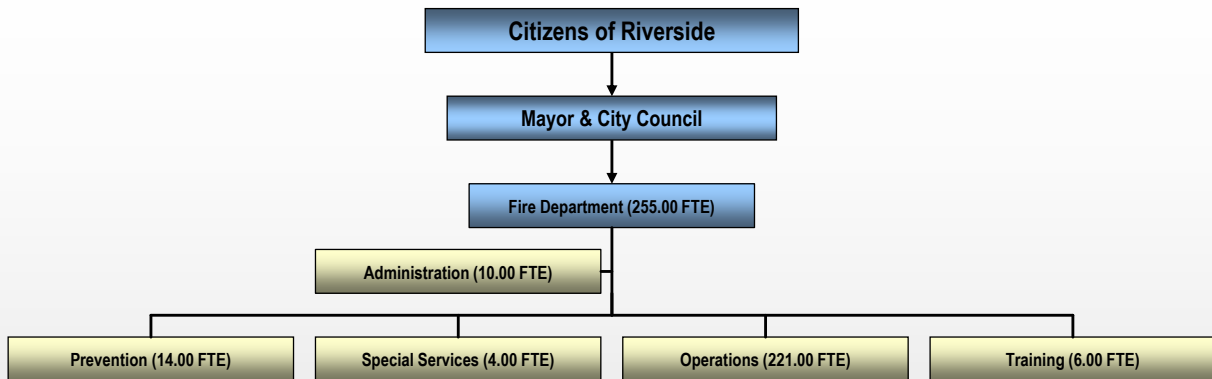 Citizens of Riverside
Mayor & City Council
Fire Department (255.00 FTE)
Administration (10.00 FTE)
Prevention (14.00 FTE)
Special Services (4.00 FTE)
Operations (221.00 FTE)
Training (6.00 FTE)